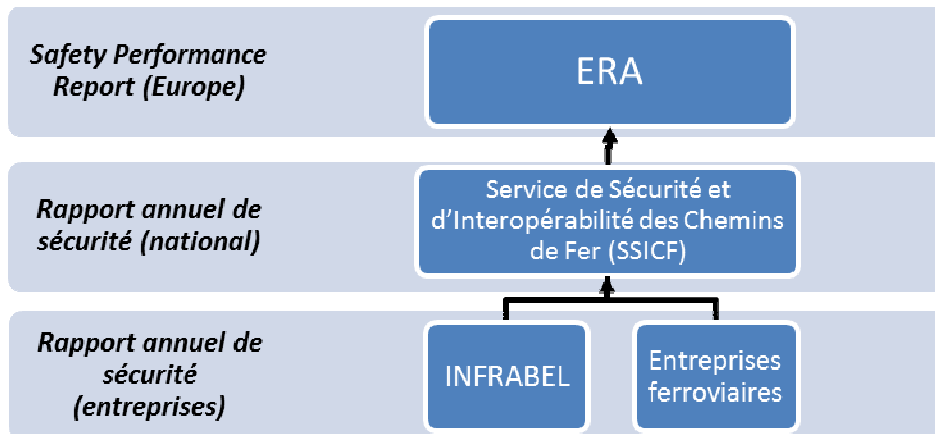 Safety Performance
Report (Europe)
ERA
Rapport annuel de
sécurité (national)
Service de Sécurité et
d'Interopérabilité des Chemins
de Fer (SSICF)
Rapport annuel de
sécurité
(entreprises)
INFRABEL
Entreprises
ferroviaires